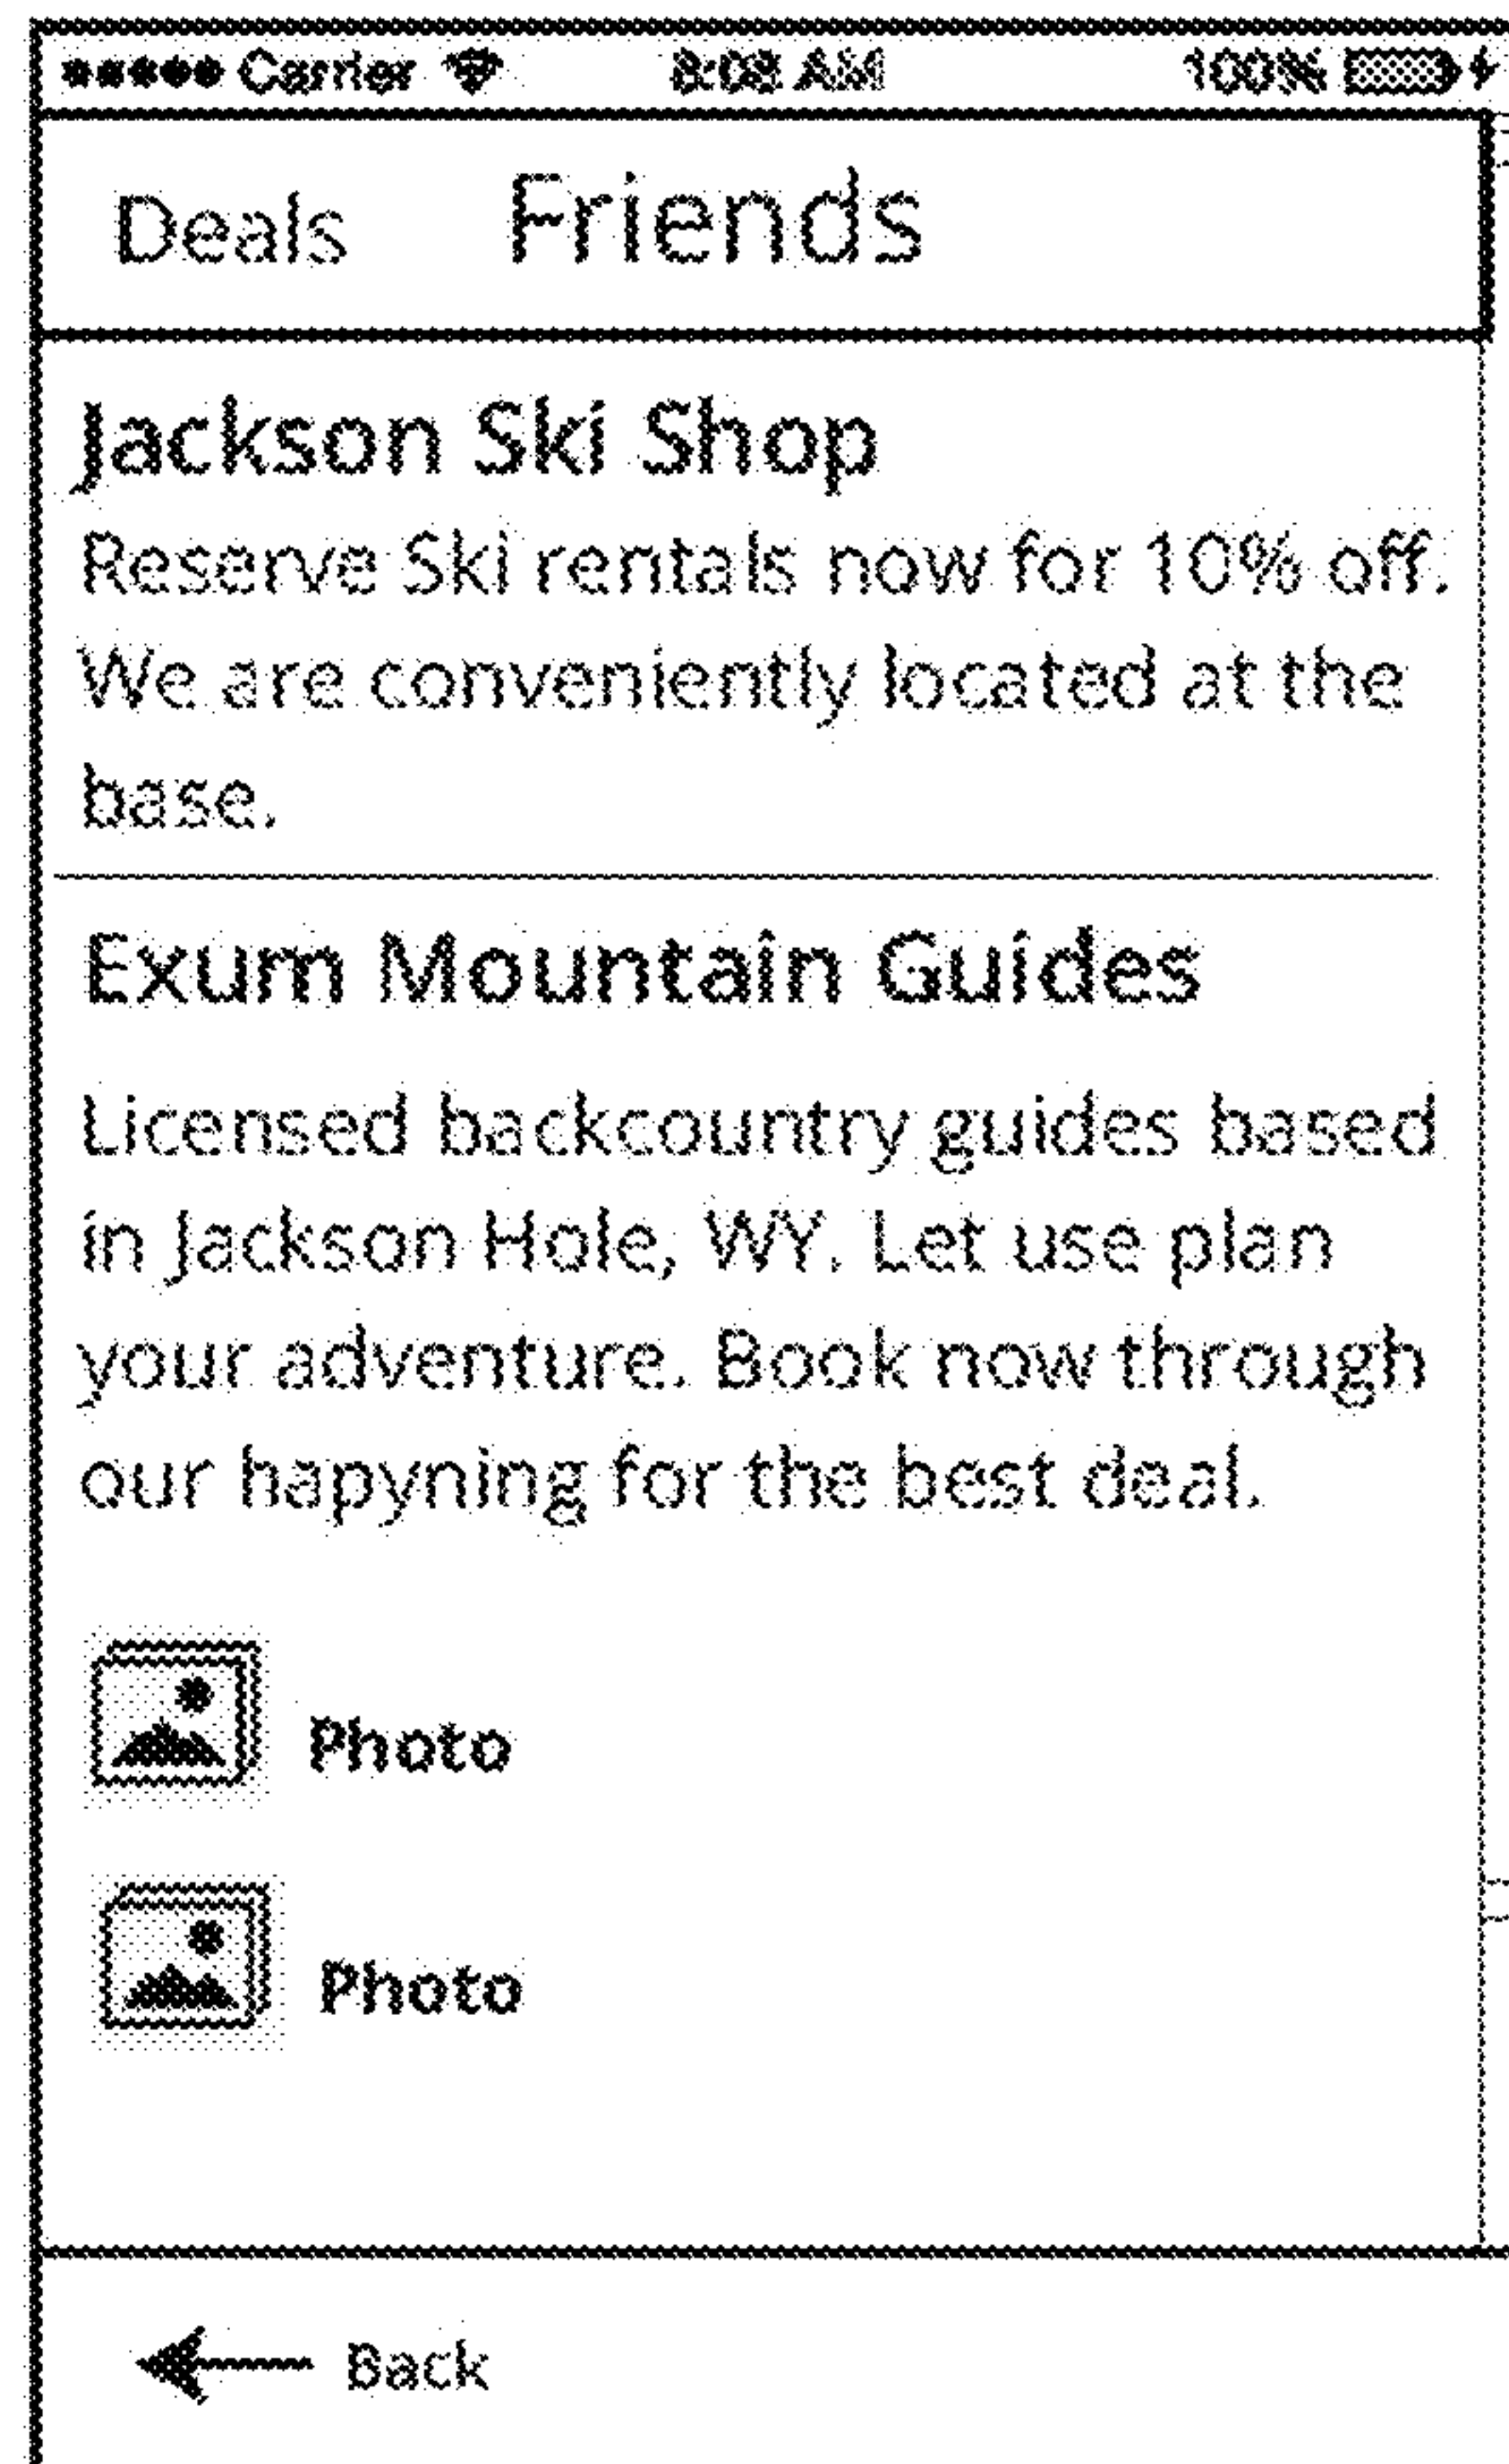 Carrier 8:08 AM 100%
Deals Friends
Jackson Ski Shop
Reserve Ski rentals now for 10% off.
We are conveniently located at the
base.
Exum Mountain Guides
Licensed backcountry guides based
in Jackson Hole, WY. Let use plan
your adventure. Book now through
our hapyning for the best deal.
Photo
Photo
Back